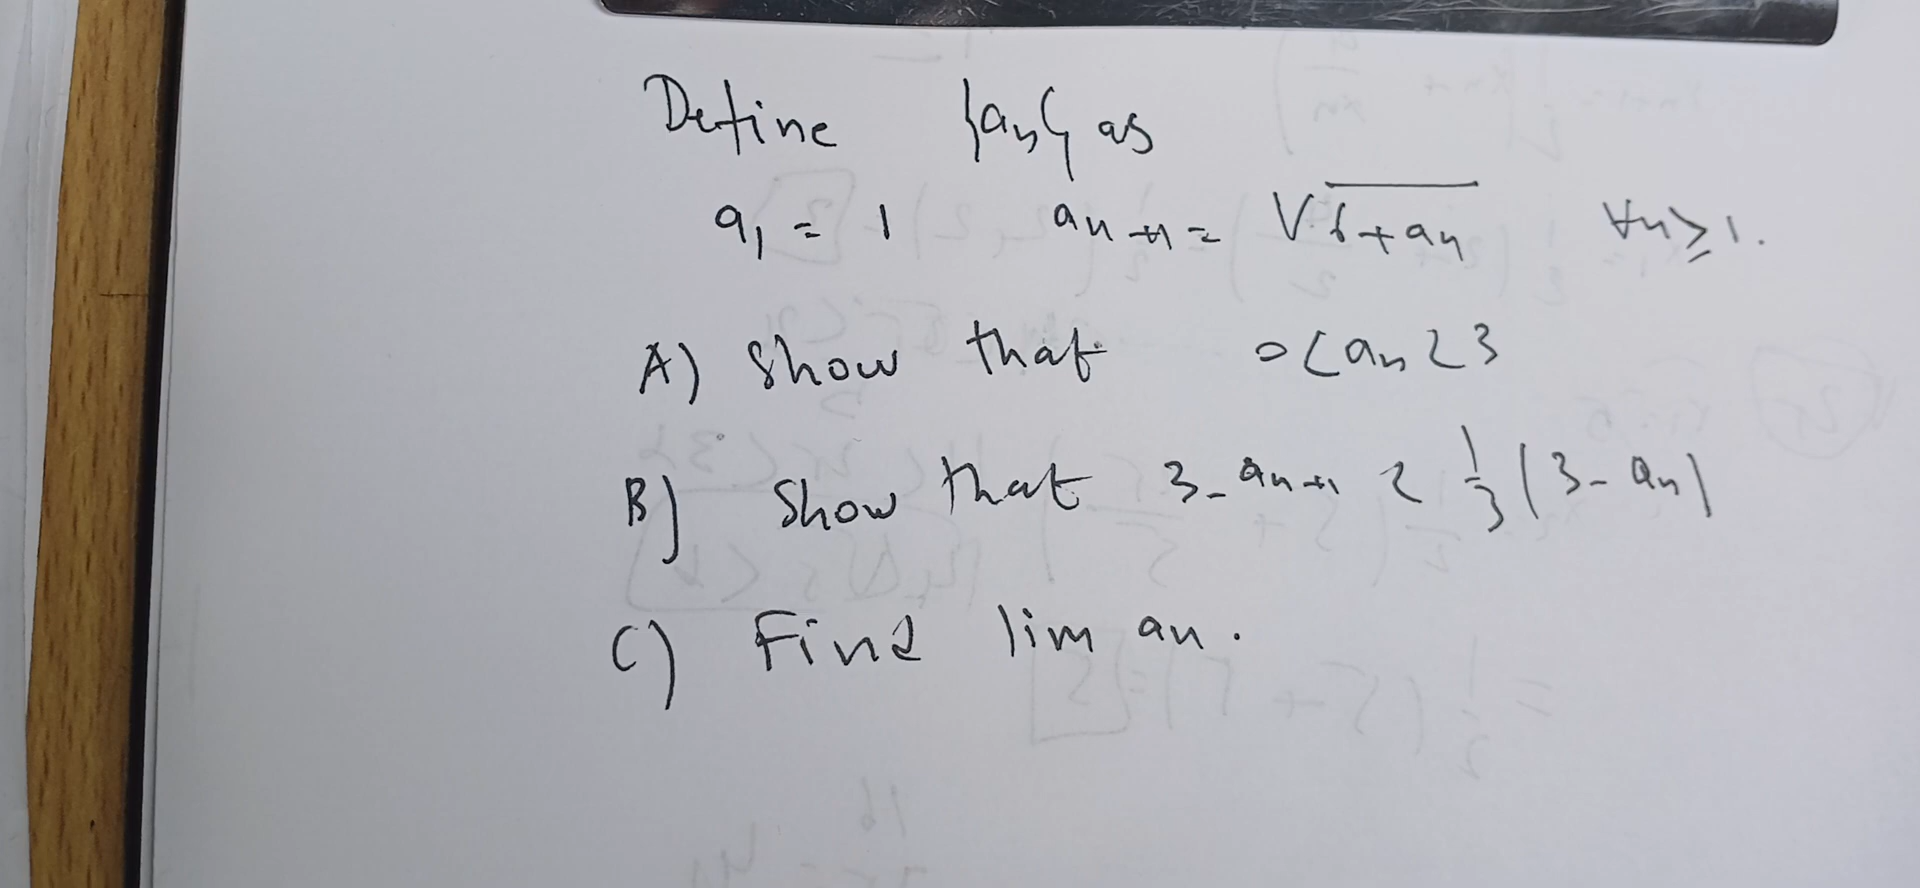 Define {an} as
a1 = 1 an+1 = √6+an ∀n≥1.
A) Show that 0<an<3
B) Show that 3-an+1 < 1/3 (3-an)
C) Find lim an.